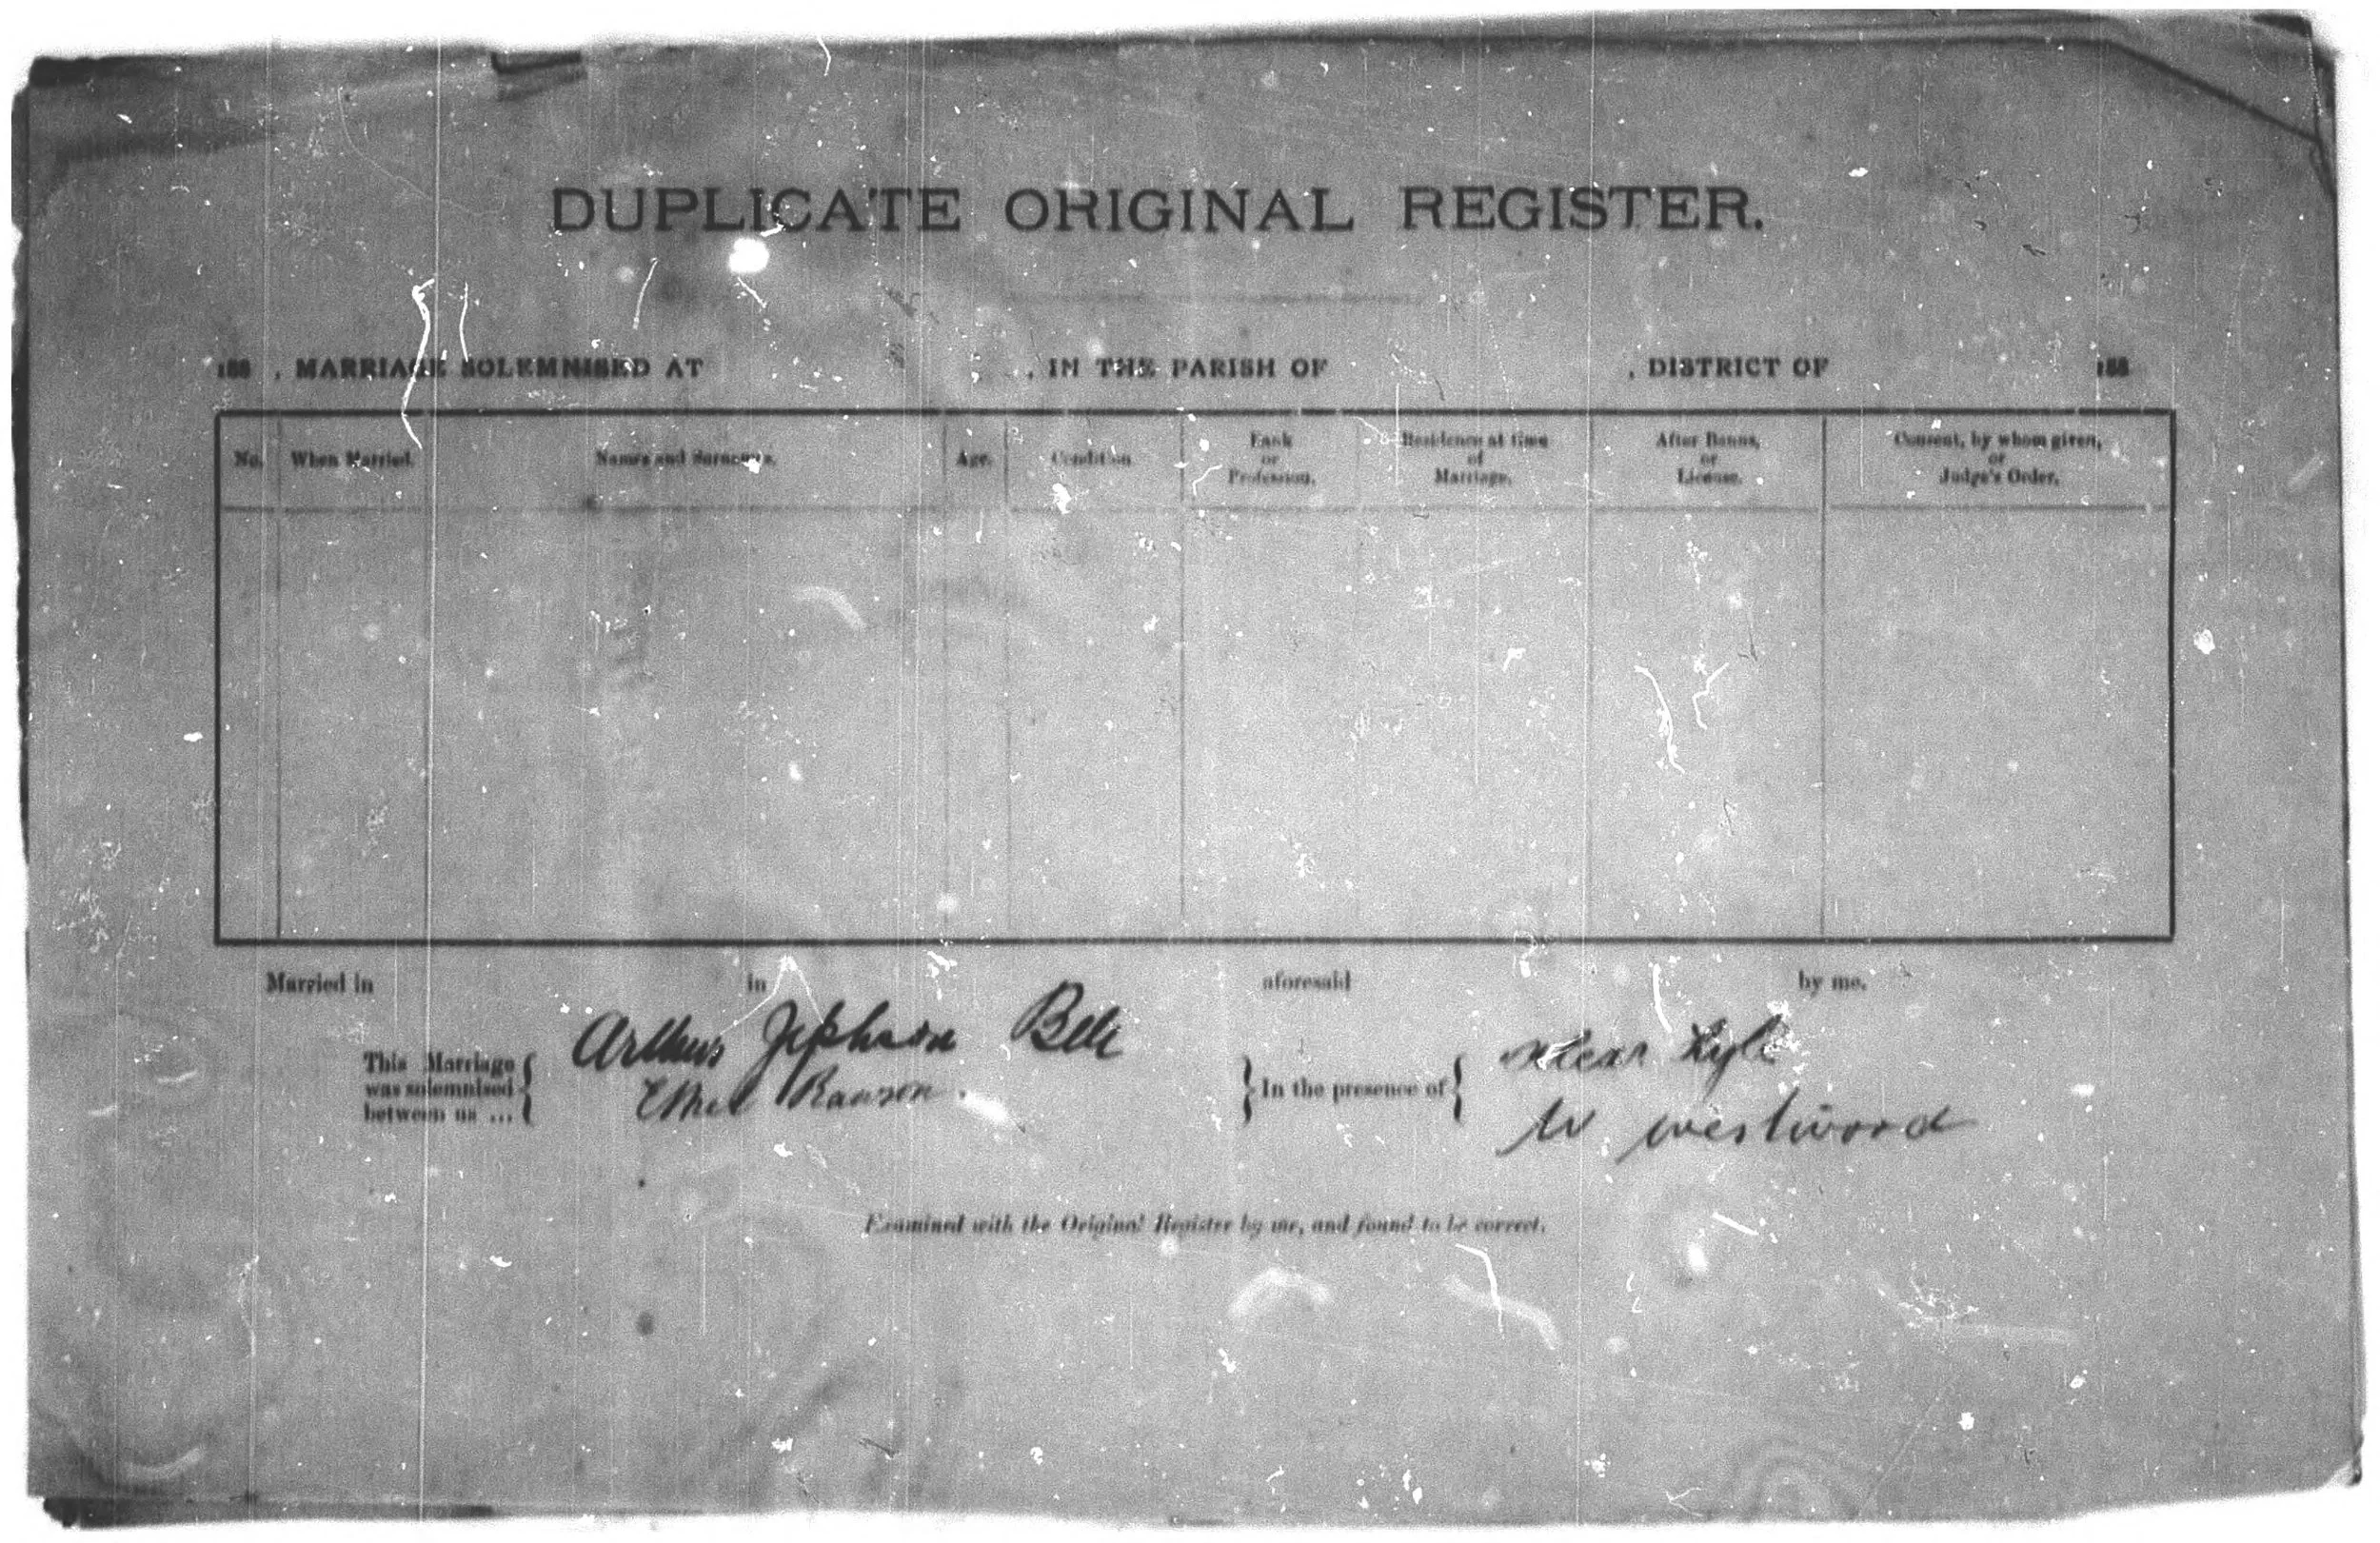 DUPLICATE ORIGINAL REGISTER.
188 , MARRIAGE SOLEMNISED AT , IN THE PARISH OF , DISTRICT OF 188
No. When Married. Names and Surnames. Age. Condition Rank or Profession. Residence at time of Marriage. After Banns, or License. Consent, by whom given, or Judge's Order.
Married in in aforesaid by me.
Arthur Jephson Bell
Ethel Rawson.
This Marriage was solemnised between us ...
In the presence of
Kyle
W Westwood
Examined with the Original Register by me, and found to be correct.